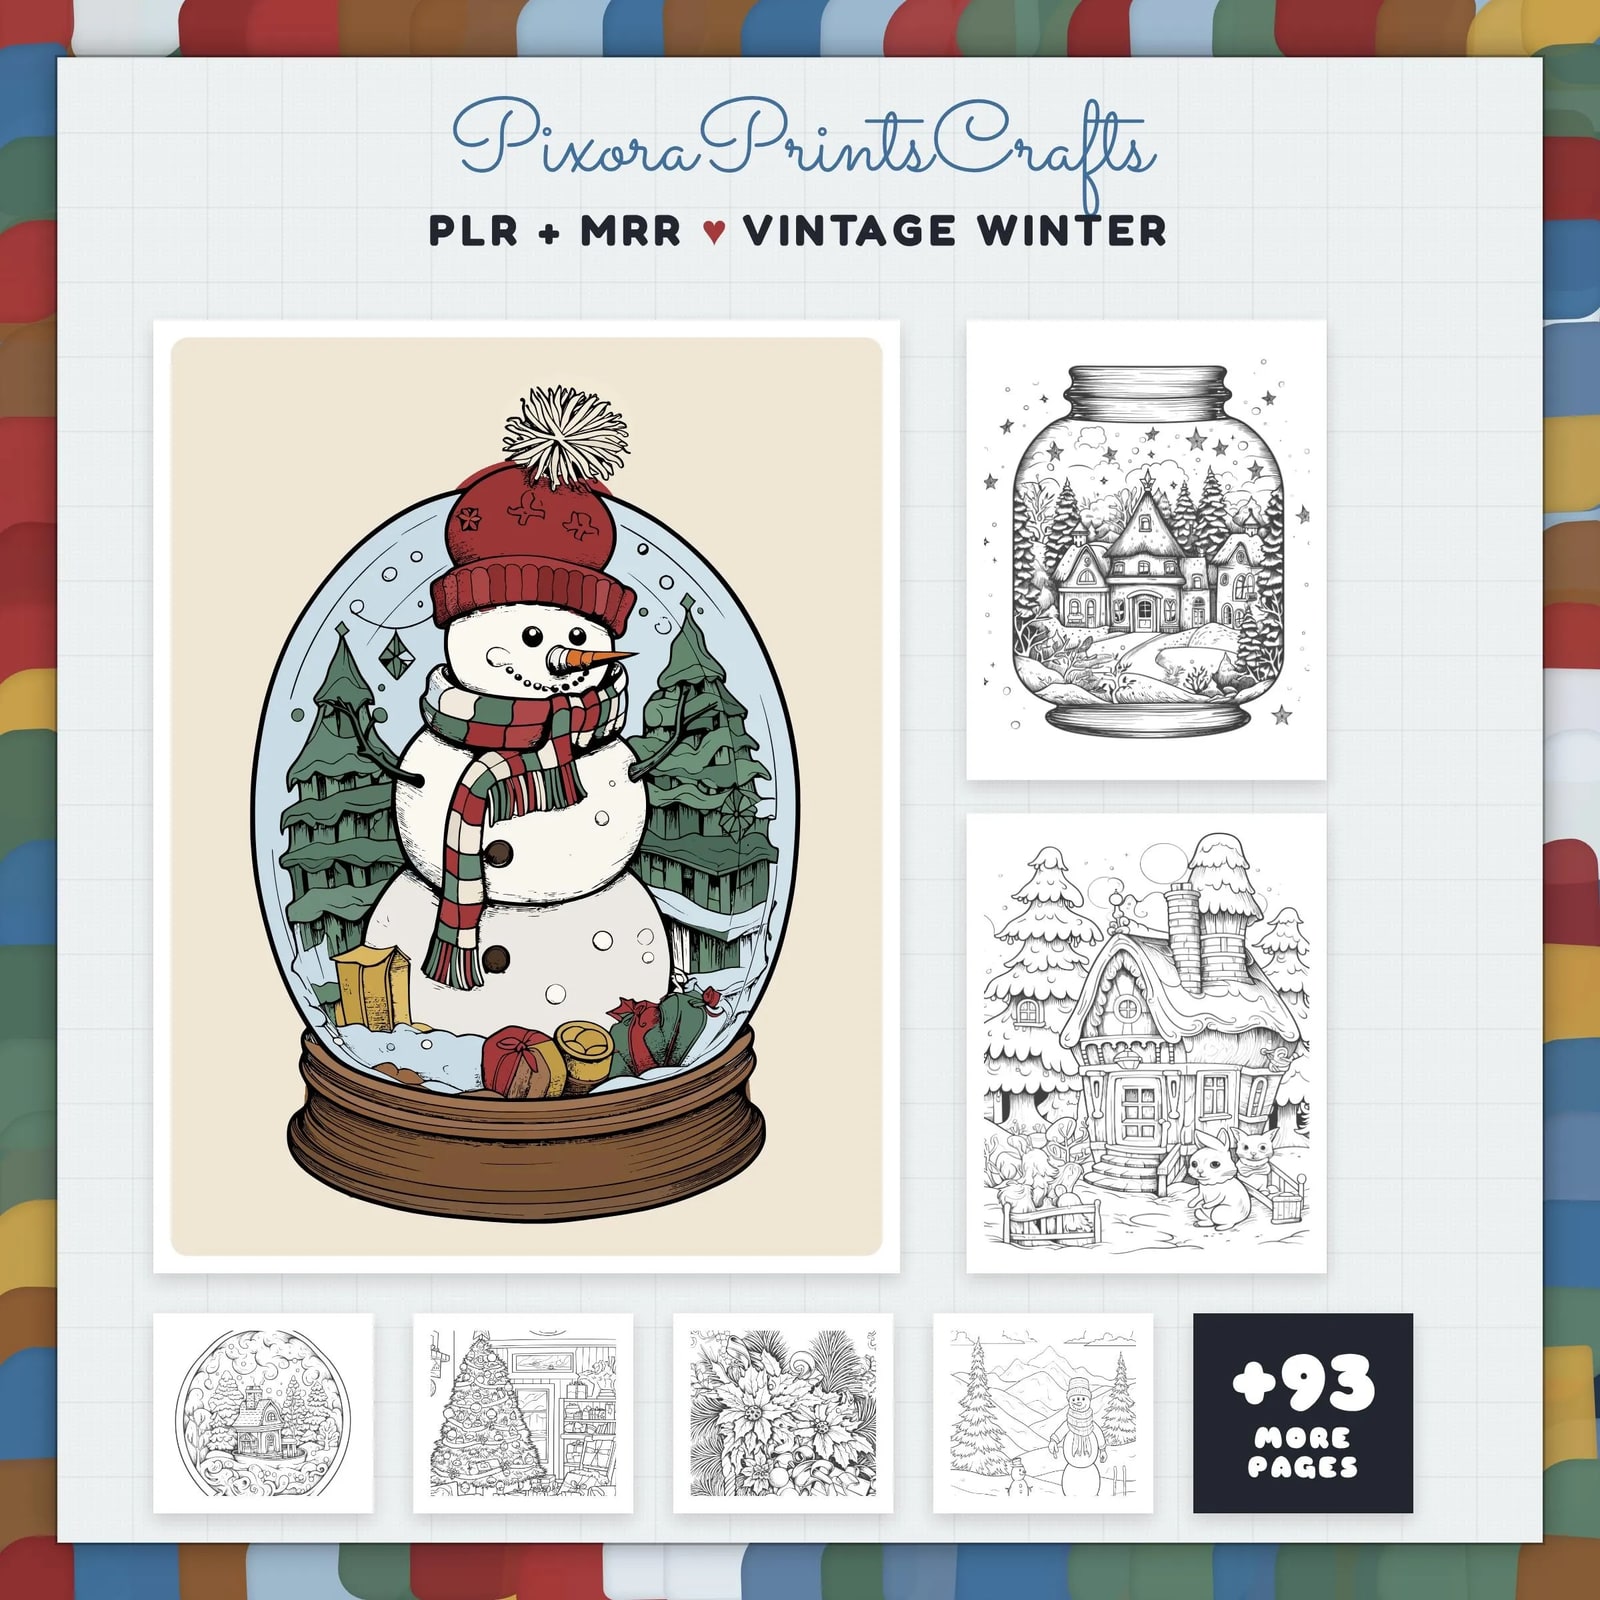 PixoraPrintsCrafts
PLR + MRR ♥ VINTAGE WINTER
+93
MORE
PAGES